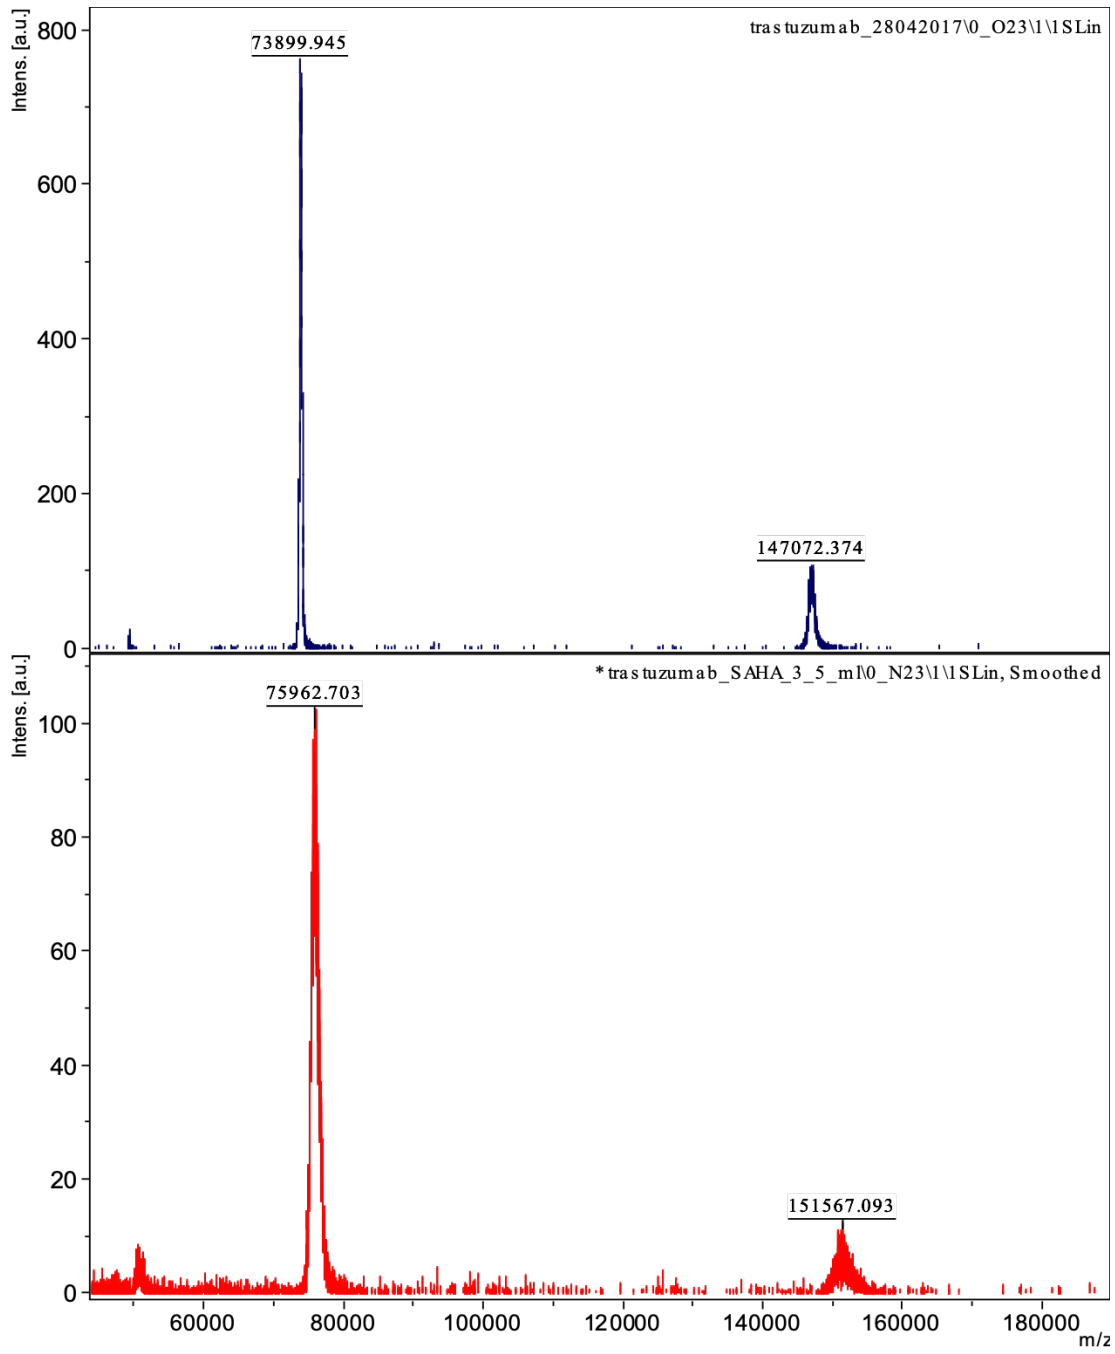 Intens. [a.u.]
trastuzumab_28042017\0_O23\1\1SLin
800
73899.945
600
400
200
147072.374
0
Intens. [a.u.]
*trastuzumab_SAHA_3_5_ml\0_N23\1\1SLin, Smoothed
75962.703
100
80
60
40
20
151567.093
0
60000 80000 100000 120000 140000 160000 180000
m/z